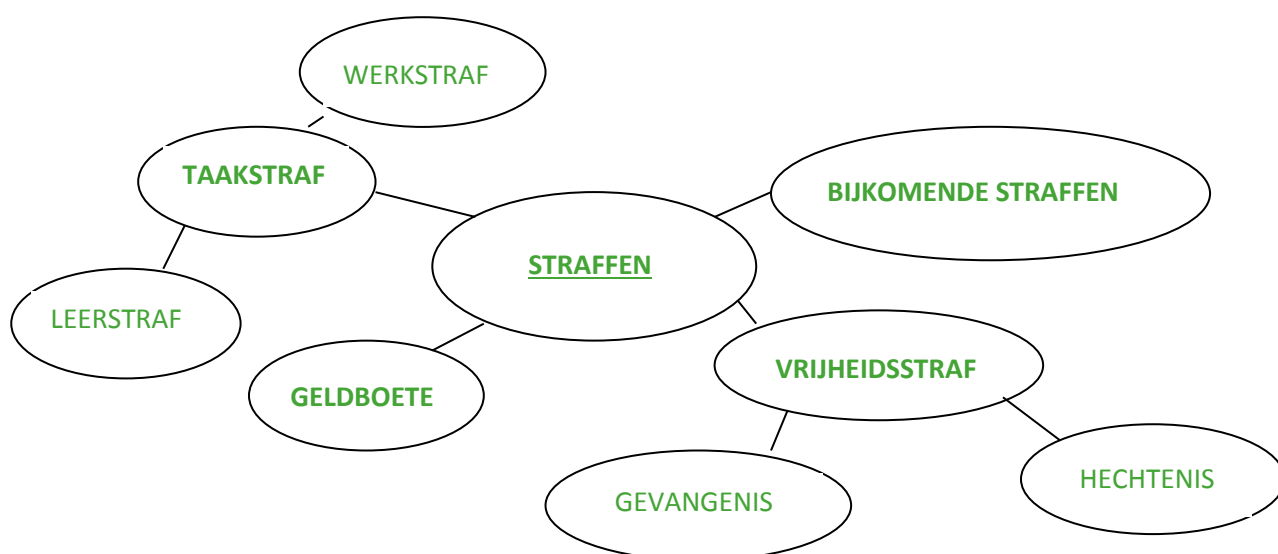 WERKSTRAF
TAAKSTRAF
BIJKOMENDE STRAFFEN
STRAFFEN
LEERSTRAF
VRIJHEIDSSTRAF
GELDBOETE
HECHTENIS
GEVANGENIS